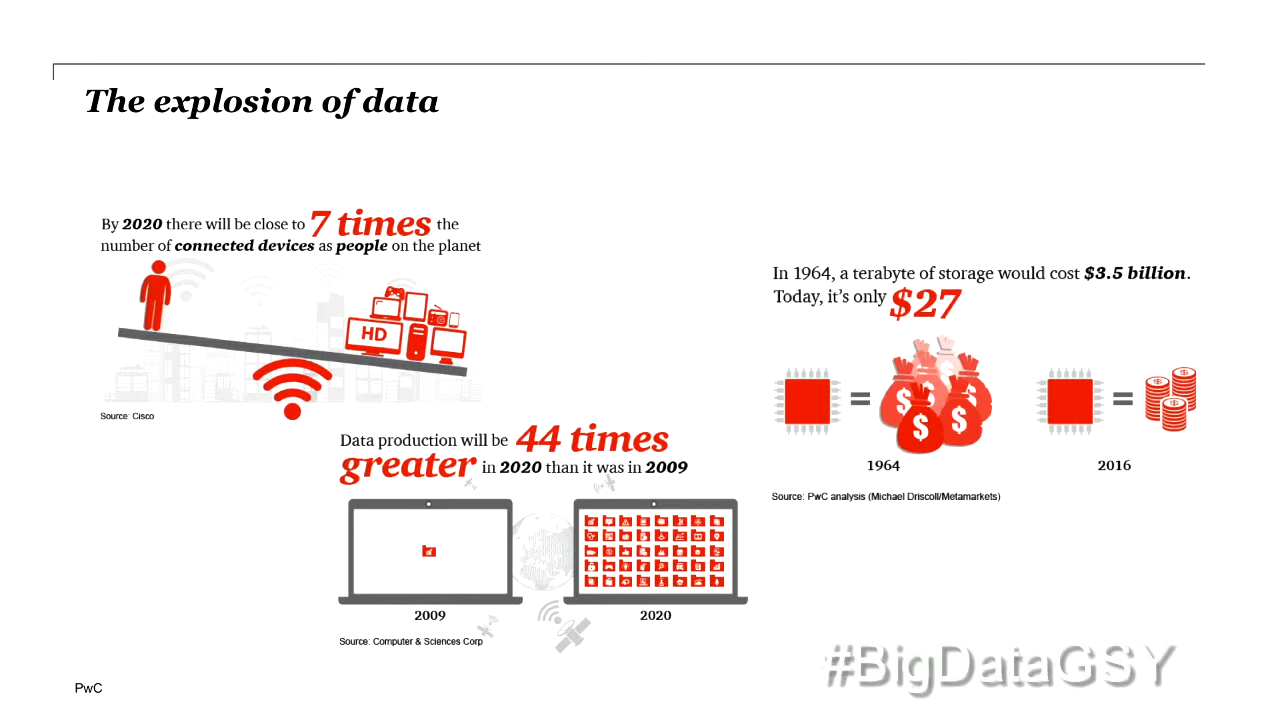 The explosion of data
By 2020 there will be close to 7 times the
number of connected devices as people on the planet
HD
Source: Cisco
Data production will be 44 times
greater in 2020 than it was in 2009
2009
2020
Source: Computer & Sciences Corp
In 1964, a terabyte of storage would cost $3.5 billion.
Today, it's only $27
= $ $ $ $ $
= $ $ $
1964
2016
Source: PwC analysis (Michael Driscoll/Metamarkets)
#BigDataGSY
PwC